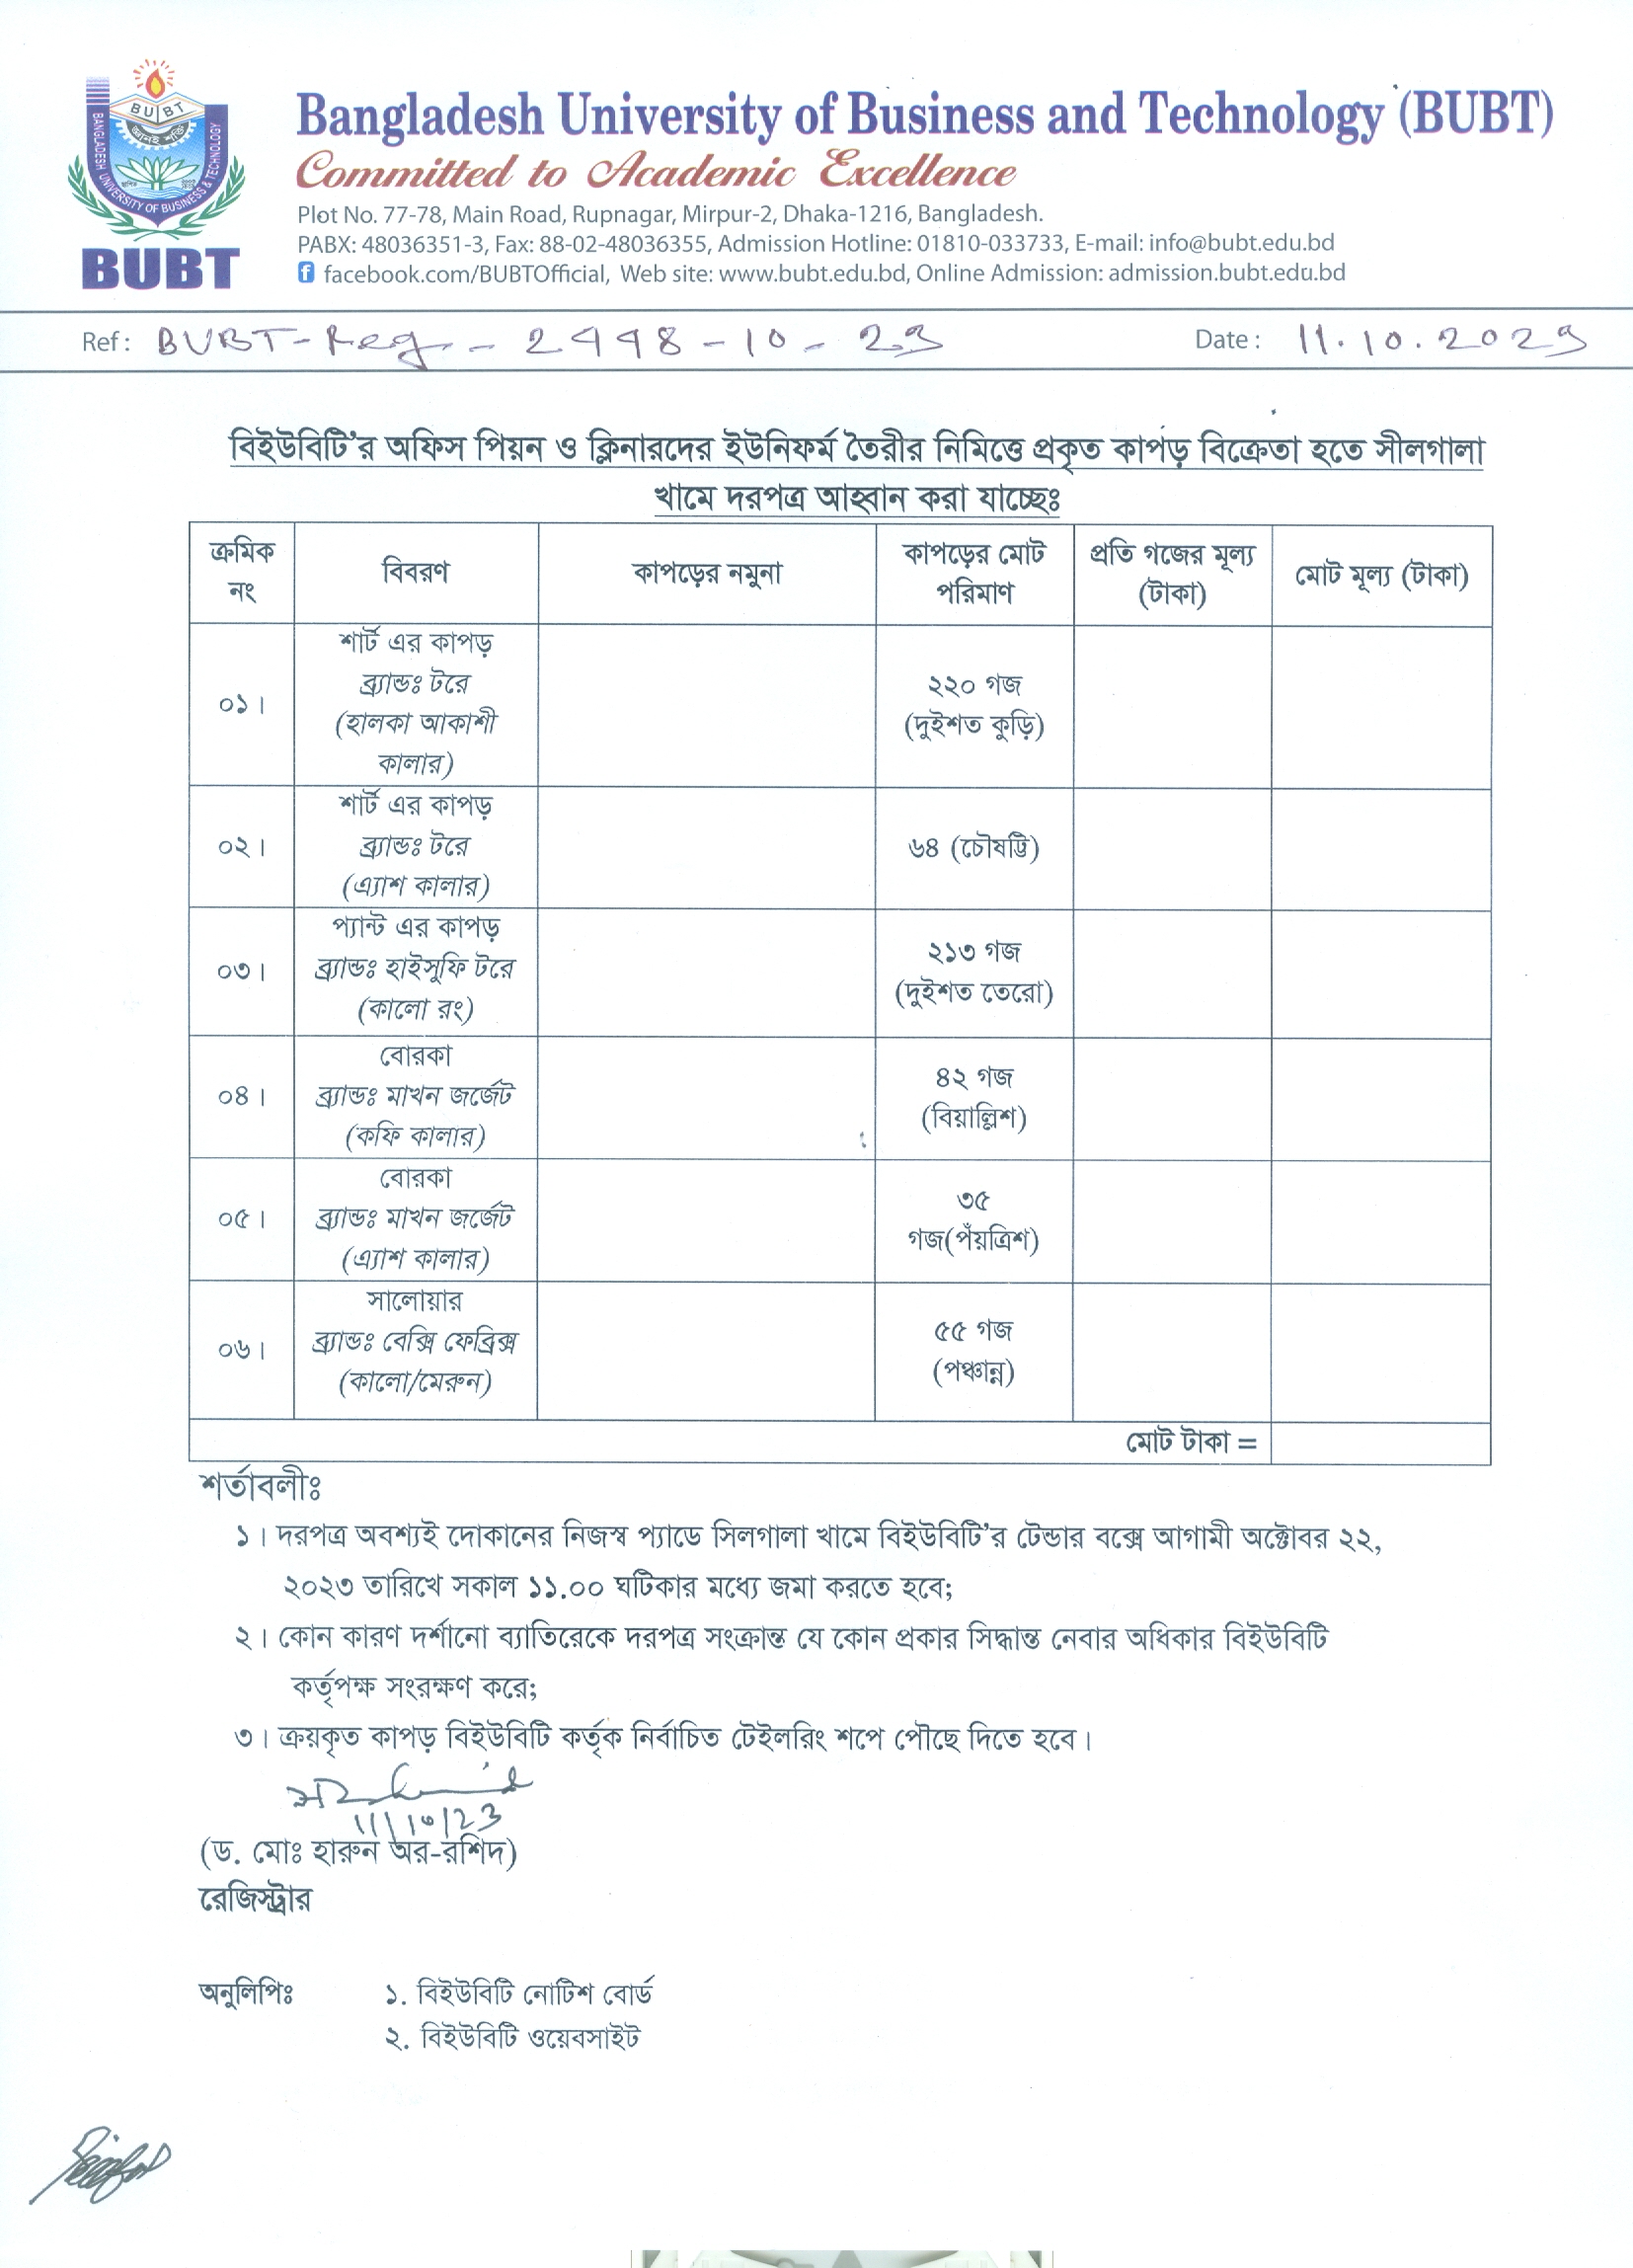 BUBT
জ্ঞানই শক্তি
BANGLADESH UNIVERSITY OF BUSINESS & TECHNOLOGY
BUBT
Bangladesh University of Business and Technology (BUBT)
Committed to Academic Excellence
Plot No. 77-78, Main Road, Rupnagar, Mirpur-2, Dhaka-1216, Bangladesh.
PABX: 48036351-3, Fax: 88-02-48036355, Admission Hotline: 01810-033733, E-mail: info@bubt.edu.bd
facebook.com/BUBTOfficial, Web site: www.bubt.edu.bd, Online Admission: admission.bubt.edu.bd
Ref : BUBT-Reg - -10-23 Date : 11.10.2023
বিইউবিটি'র অফিস পিয়ন ও ক্লিনারদের ইউনিফর্ম তৈরীর নিমিত্তে প্রকৃত কাপড় বিক্রেতা হতে সীলগালা
খামে দরপত্র আহ্বান করা যাচ্ছেঃ
ক্রমিক নং বিবরণ কাপড়ের নমুনা কাপড়ের মোট পরিমাণ প্রতি গজের মূল্য (টাকা) মোট মূল্য (টাকা)
০১। শার্ট এর কাপড় ব্র্যান্ডঃ টরে (হালকা আকাশী কালার) ২২০ গজ (দুইশত কুড়ি)
০২। শার্ট এর কাপড় ব্র্যান্ডঃ টরে (এ্যাশ কালার) ৬৪ (চৌষট্টি)
০৩। প্যান্ট এর কাপড় ব্র্যান্ডঃ হাইসুফি টরে (কালো রং) ২১৩ গজ (দুইশত তেরো)
০৪। বোরকা ব্র্যান্ডঃ মাখন জর্জেট (কফি কালার) ৪২ গজ (বিয়াল্লিশ)
০৫। বোরকা ব্র্যান্ডঃ মাখন জর্জেট (এ্যাশ কালার) ৩৫ গজ(পঁয়ত্রিশ)
০৬। সালোয়ার ব্র্যান্ডঃ বেক্সি ফেব্রিক্স (কালো/মেরুন) ৫৫ গজ (পঞ্চান্ন)
মোট টাকা =
শর্তাবলীঃ
১। দরপত্র অবশ্যই দোকানের নিজস্ব প্যাডে সিলগালা খামে বিইউবিটি'র টেন্ডার বক্সে আগামী অক্টোবর ২২,
২০২৩ তারিখে সকাল ১১.০০ ঘটিকার মধ্যে জমা করতে হবে;
২। কোন কারণ দর্শানো ব্যাতিরেকে দরপত্র সংক্রান্ত যে কোন প্রকার সিদ্ধান্ত নেবার অধিকার বিইউবিটি
কর্তৃপক্ষ সংরক্ষণ করে;
৩। ক্রয়কৃত কাপড় বিইউবিটি কর্তৃক নির্বাচিত টেইলরিং শপে পৌছে দিতে হবে।
11/10/23
(ড. মোঃ হারুন অর-রশিদ)
রেজিস্ট্রার
অনুলিপিঃ ১. বিইউবিটি নোটিশ বোর্ড
২. বিইউবিটি ওয়েবসাইট